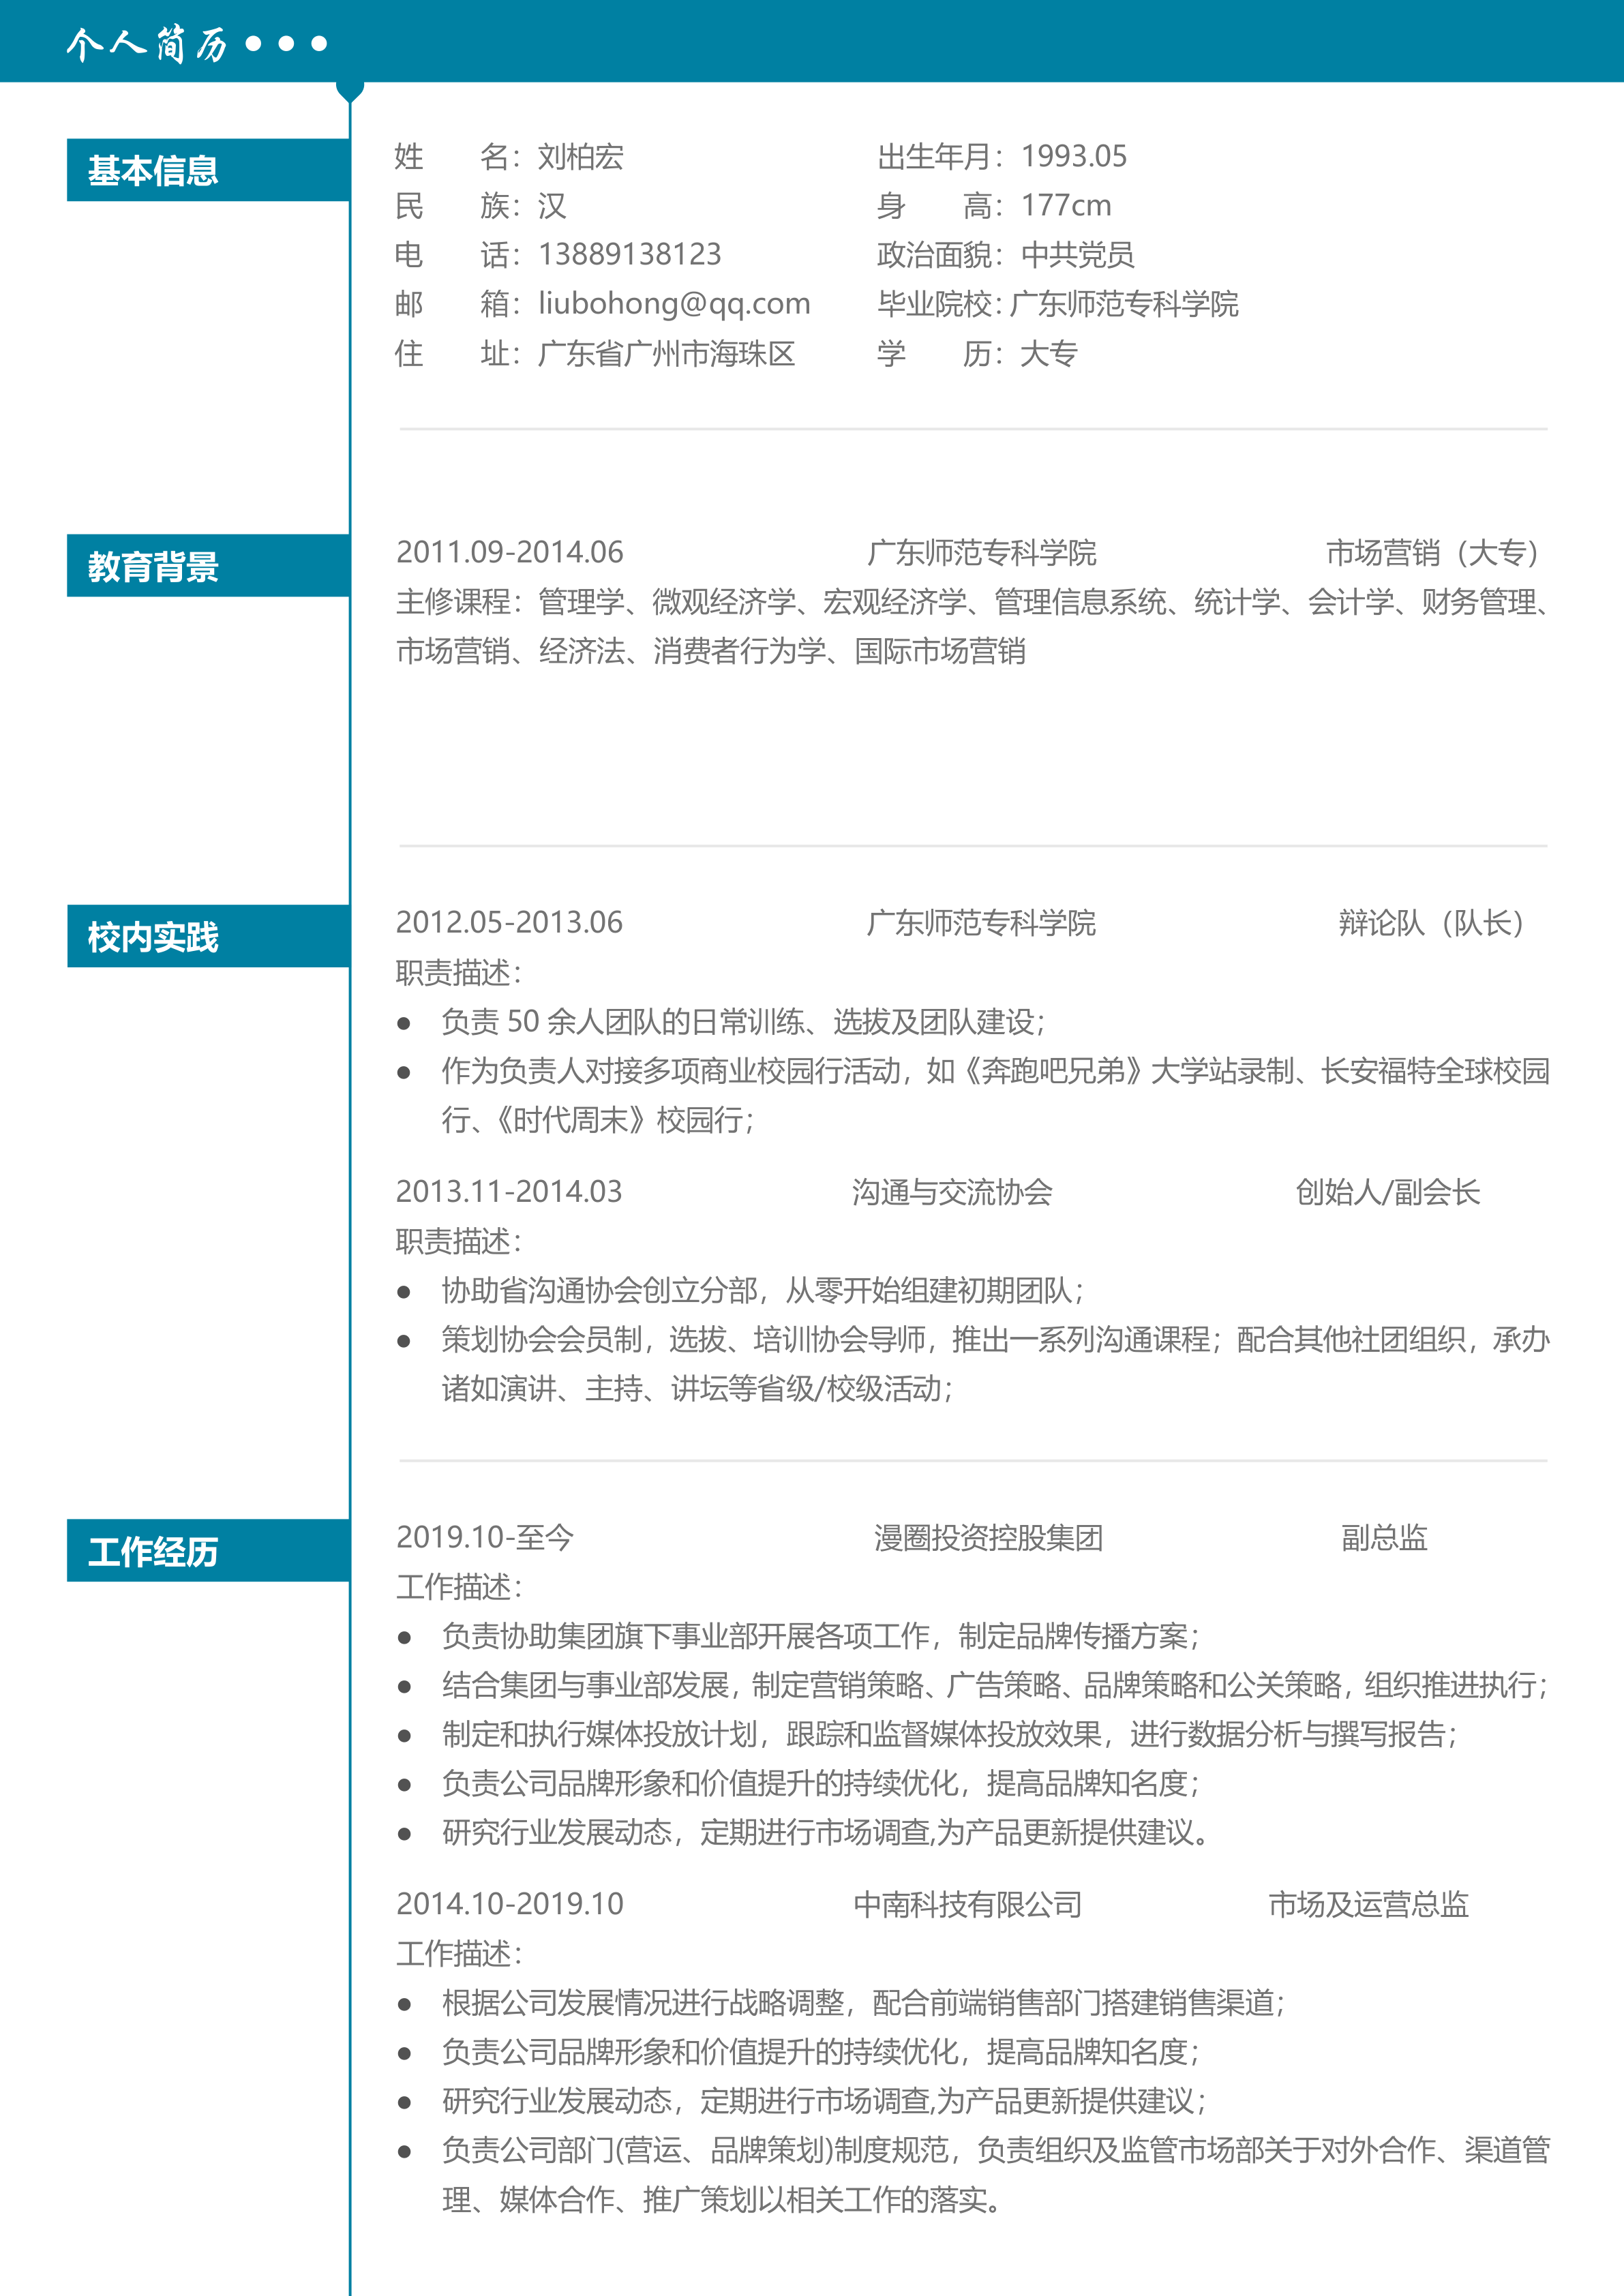 个人简历
基本信息
姓 名：刘柏宏 出生年月：1993.05
民 族：汉 身 高：177cm
电 话：13889138123 政治面貌：中共党员
邮 箱：liubohong@qq.com 毕业院校：广东师范专科学院
住 址：广东省广州市海珠区 学 历：大专
教育背景
2011.09-2014.06 广东师范专科学院 市场营销（大专）
主修课程：管理学、微观经济学、宏观经济学、管理信息系统、统计学、会计学、财务管理、
市场营销、经济法、消费者行为学、国际市场营销
校内实践
2012.05-2013.06 广东师范专科学院 辩论队（队长）
职责描述：
● 负责 50 余人团队的日常训练、选拔及团队建设；
● 作为负责人对接多项商业校园行活动，如《奔跑吧兄弟》大学站录制、长安福特全球校园
行、《时代周末》校园行；
2013.11-2014.03 沟通与交流协会 创始人/副会长
职责描述：
● 协助省沟通协会创立分部，从零开始组建初期团队；
● 策划协会会员制，选拔、培训协会导师，推出一系列沟通课程；配合其他社团组织，承办
诸如演讲、主持、讲坛等省级/校级活动；
工作经历
2019.10-至今 漫圈投资控股集团 副总监
工作描述：
● 负责协助集团旗下事业部开展各项工作，制定品牌传播方案；
● 结合集团与事业部发展，制定营销策略、广告策略、品牌策略和公关策略，组织推进执行；
● 制定和执行媒体投放计划，跟踪和监督媒体投放效果，进行数据分析与撰写报告；
● 负责公司品牌形象和价值提升的持续优化，提高品牌知名度；
● 研究行业发展动态，定期进行市场调查,为产品更新提供建议。
2014.10-2019.10 中南科技有限公司 市场及运营总监
工作描述：
● 根据公司发展情况进行战略调整，配合前端销售部门搭建销售渠道；
● 负责公司品牌形象和价值提升的持续优化，提高品牌知名度；
● 研究行业发展动态，定期进行市场调查,为产品更新提供建议；
● 负责公司部门(营运、品牌策划)制度规范，负责组织及监管市场部关于对外合作、渠道管
理、媒体合作、推广策划以相关工作的落实。